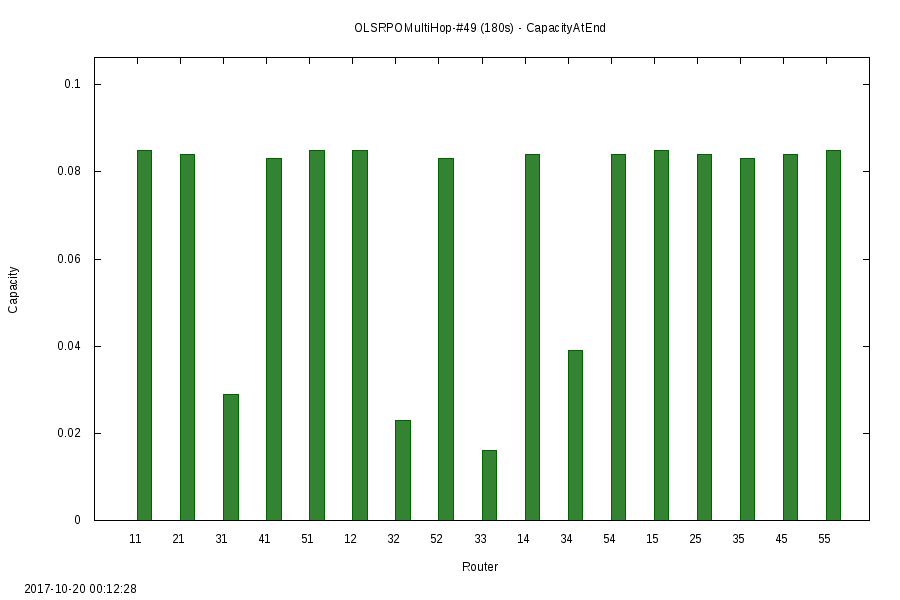 OLSRPOMultiHop-#49 (180s) - CapacityAtEnd
0.1
0.08
0.06
0.04
0.02
0
Capacity
11 21 31 41 51 12 32 52 33 14 34 54 15 25 35 45 55
Router
2017-10-20 00:12:28